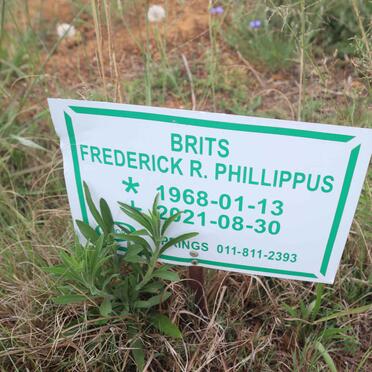 BRITS
FREDERICK R. PHILLIPPUS
* 1968-01-13
2021-08-30
011-811-2393